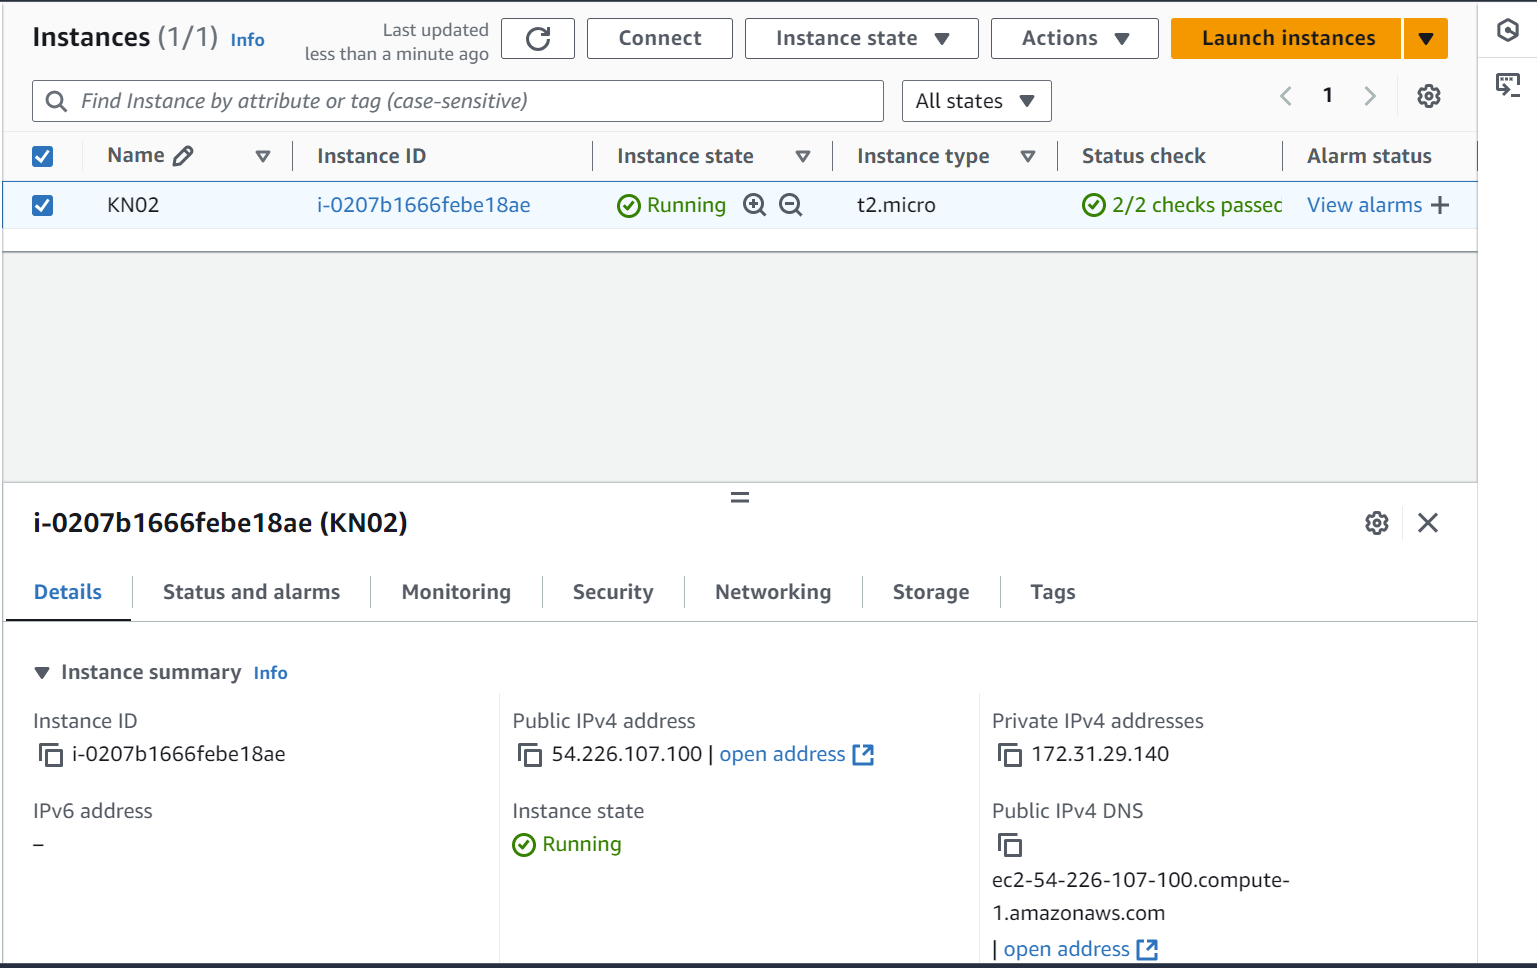 Instances (1/1) Info
Last updated
less than a minute ago
Connect
Instance state
Actions
Launch instances
Find Instance by attribute or tag (case-sensitive)
All states
1
Name Instance ID Instance state Instance type Status check Alarm status
KN02 i-0207b1666febe18ae Running t2.micro 2/2 checks passed View alarms +
i-0207b1666febe18ae (KN02)
Details Status and alarms Monitoring Security Networking Storage Tags
Instance summary Info
Instance ID
i-0207b1666febe18ae
Public IPv4 address
54.226.107.100 | open address
Private IPv4 addresses
172.31.29.140
IPv6 address
–
Instance state
Running
Public IPv4 DNS
ec2-54-226-107-100.compute-
1.amazonaws.com
| open address